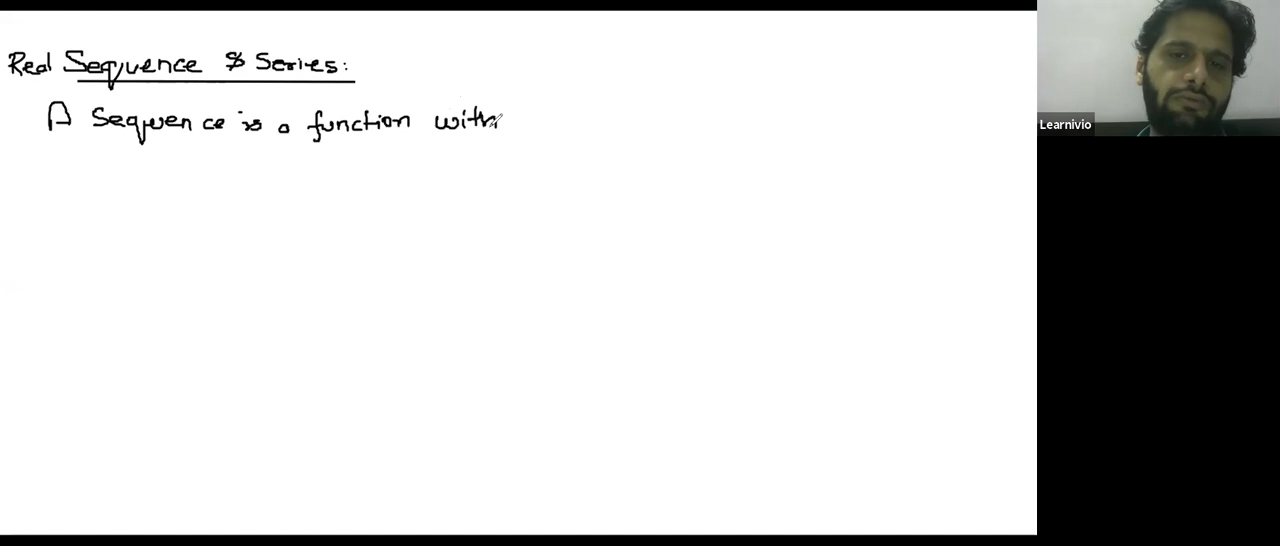 Real Sequence & Series:
A Sequence is a function with
Learnivio